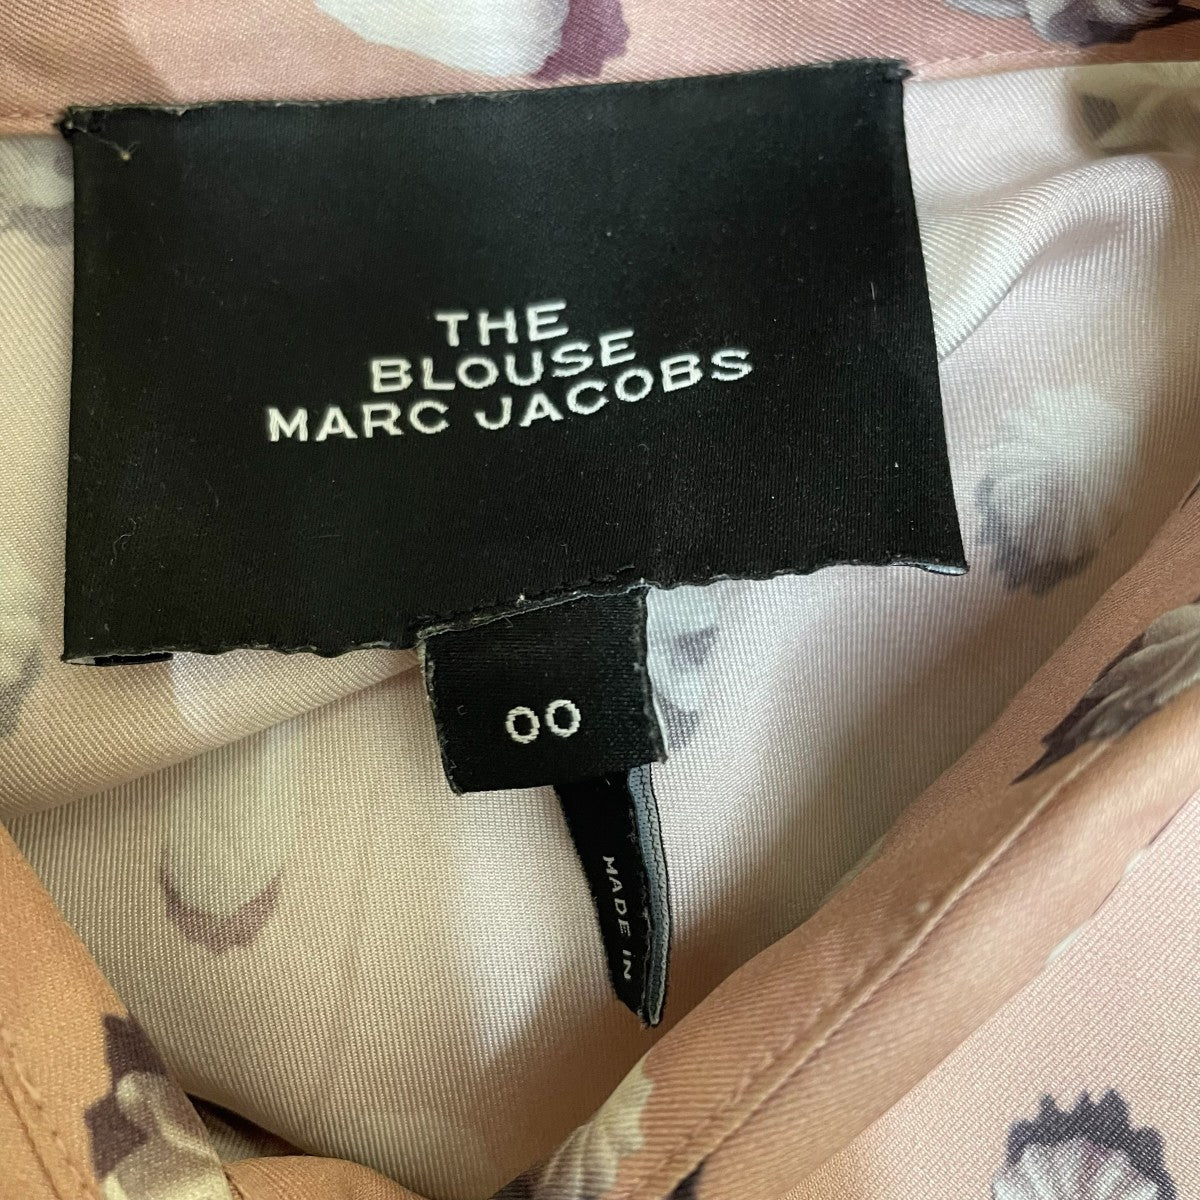 THE
BLOUSE
MARC JACOBS
00
MADE IN